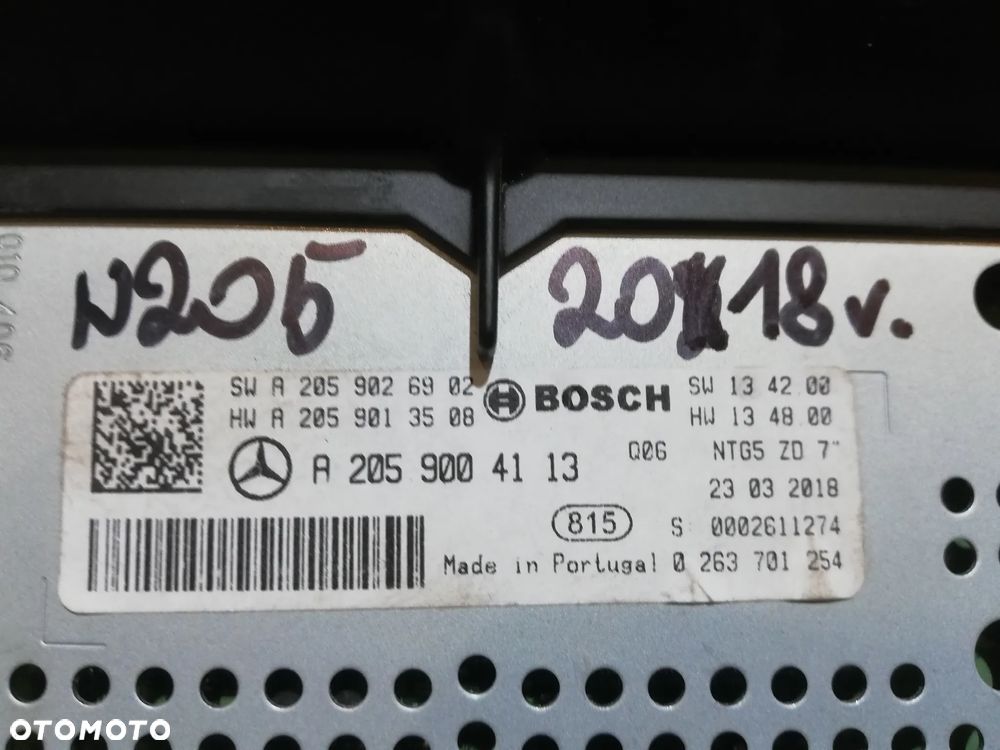 W205 2018 v.
SW A 205 902 69 02 BOSCH SW 13 42 00
HW A 205 901 35 08 HW 13 48 00
A 205 900 41 13 Q06 NTG5 ZD 7"
23 03 2018
815 S 0002611274
Made in Portugal 0 263 701 254
OTOMOTO